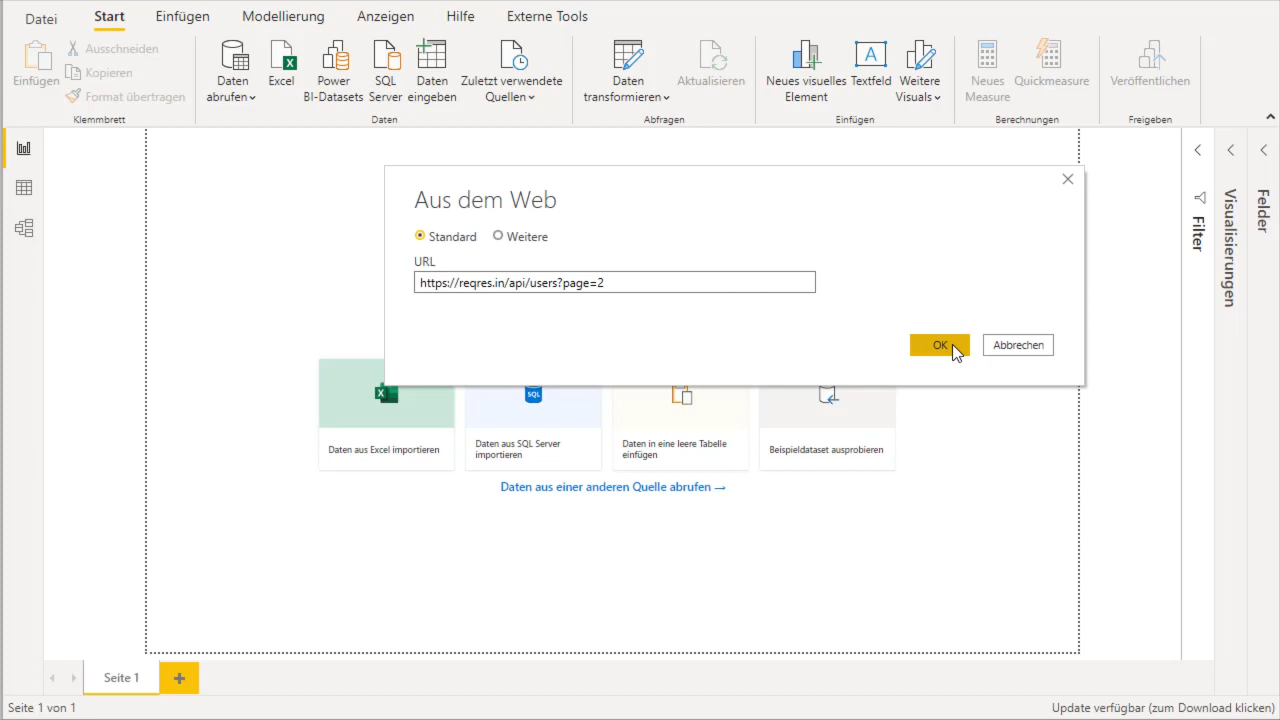 Datei
Start
Einfügen
Modellierung
Anzeigen
Hilfe
Externe Tools
Einfügen
Ausschneiden
Kopieren
Format übertragen
Klemmbrett
Daten
abrufen
Excel
Power
BI-Datasets
SQL
Server
Daten
eingeben
Zuletzt verwendete
Quellen
Daten
Daten
transformieren
Aktualisieren
Abfragen
Neues visuelles
Element
A
Textfeld
Weitere
Visuals
Einfügen
Neues
Measure
Quickmeasure
Berechnungen
Veröffentlichen
Freigeben
Aus dem Web
Standard
Weitere
URL
https://reqres.in/api/users?page=2
OK
Abbrechen
Filter
Visualisierungen
Felder
X
SQL
Daten aus Excel importieren
Daten aus SQL Server
importieren
Daten in eine leere Tabelle
einfügen
Beispieldataset ausprobieren
Daten aus einer anderen Quelle abrufen →
Seite 1
+
Seite 1 von 1
Update verfügbar (zum Download klicken)